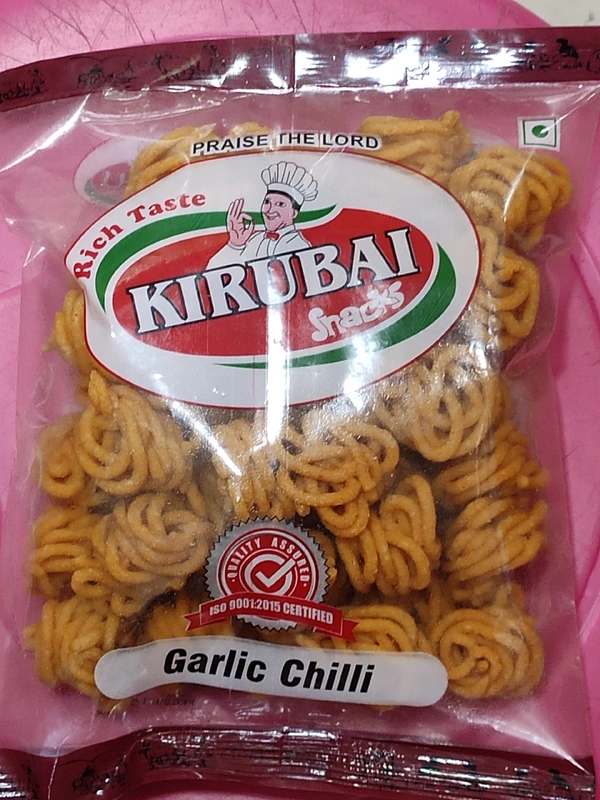 PRAISE THE LORD
Rich Taste
KIRUBAI
Snacks
QUALITY ASSURED
ISO 9001:2015 CERTIFIED
Garlic Chilli